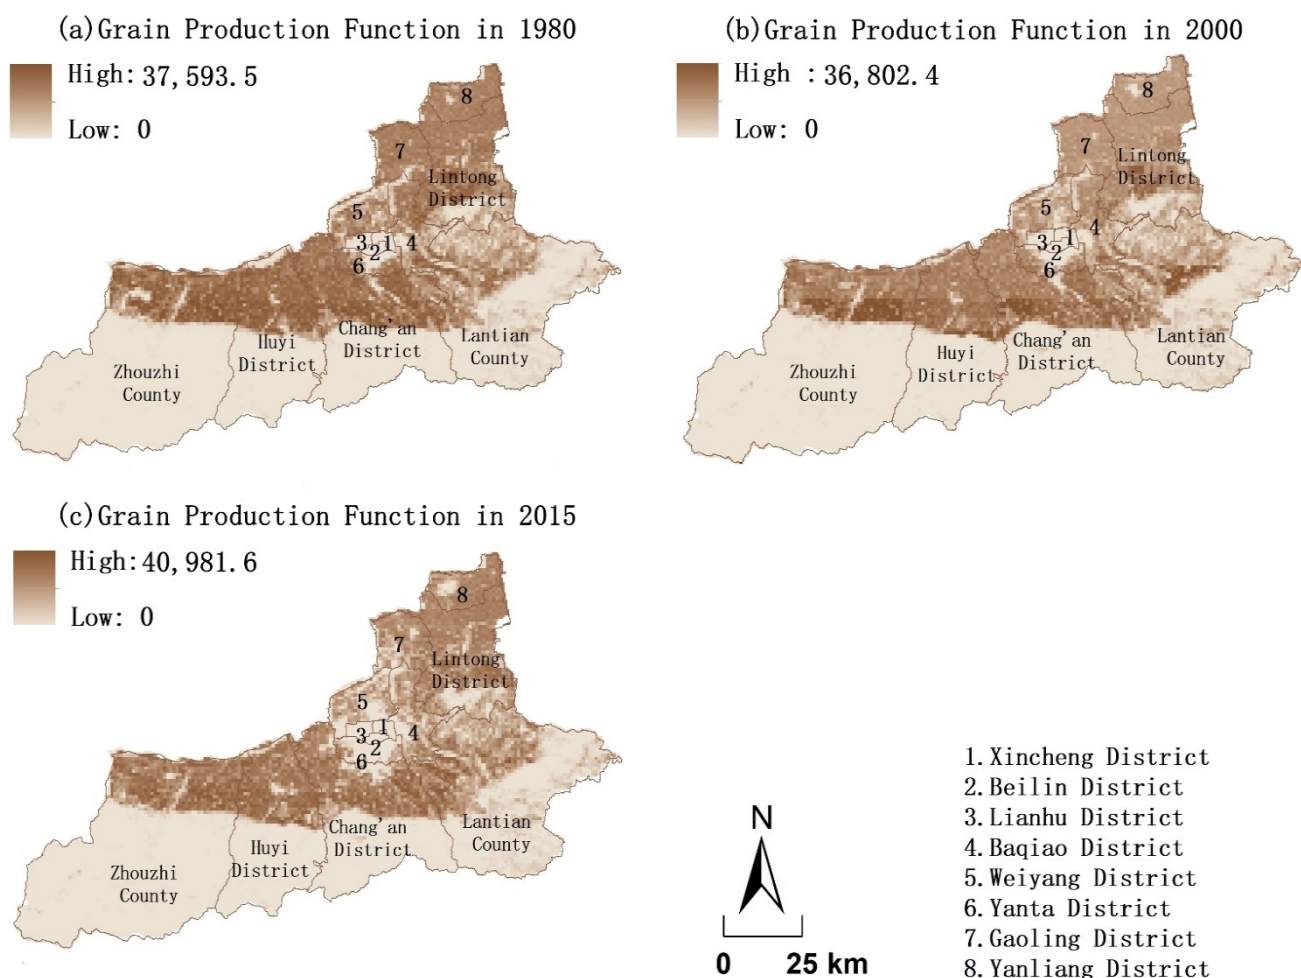 (a)Grain Production Function in 1980
High: 37,593.5
Low: 0
8
7
Lintong
District
5
3
1
4
2
6
Chang'an
District
Huyi
District
Lantian
County
Zhouzhi
County
(b)Grain Production Function in 2000
High : 36,802.4
Low: 0
8
7
Lintong
District
5
4
3
1
2
6
Chang'an
District
Huyi
District
Lantian
County
Zhouzhi
County
(c)Grain Production Function in 2015
High: 40,981.6
Low: 0
8
7
Lintong
District
5
1
4
3
2
6
Chang'an
District
Huyi
District
Lantian
County
Zhouzhi
County
N
0 25 km
1. Xincheng District
2. Beilin District
3. Lianhu District
4. Baqiao District
5. Weiyang District
6. Yanta District
7. Gaoling District
8. Yanliang District